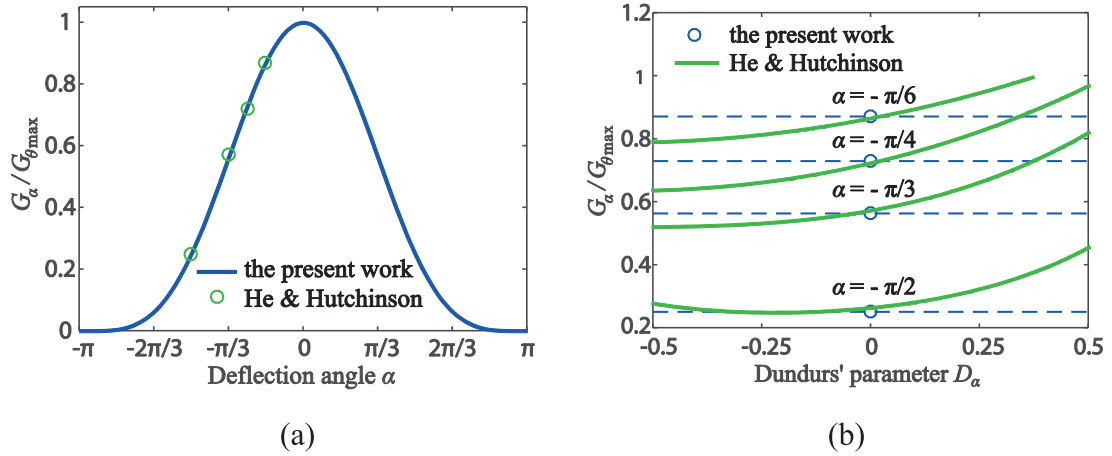 1
0.8
0.6
0.4
0.2
0
G_α / G_θmax
the present work
He & Hutchinson
-π
-2π/3
-π/3
0
π/3
2π/3
π
Deflection angle α
(a)
1.2
1
0.8
0.6
0.4
0.2
G_α / G_θmax
the present work
He & Hutchinson
α = - π/6
α = - π/4
α = - π/3
α = - π/2
-0.5
-0.25
0
0.25
0.5
Dundurs' parameter D_α
(b)